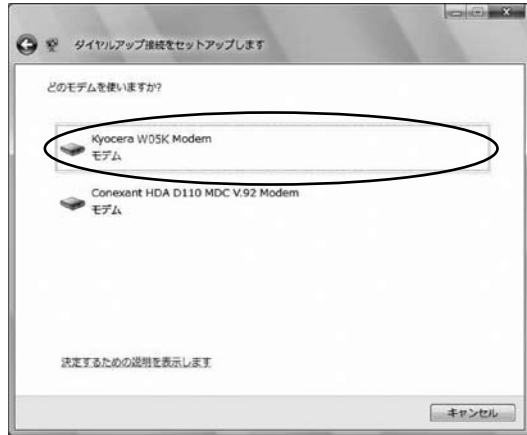 ダイヤルアップ接続をセットアップします
どのモデムを使いますか?
Kyocera W05K Modem
モデム
Conexant HDA D110 MDC V.92 Modem
モデム
決定するための説明を表示します
キャンセル